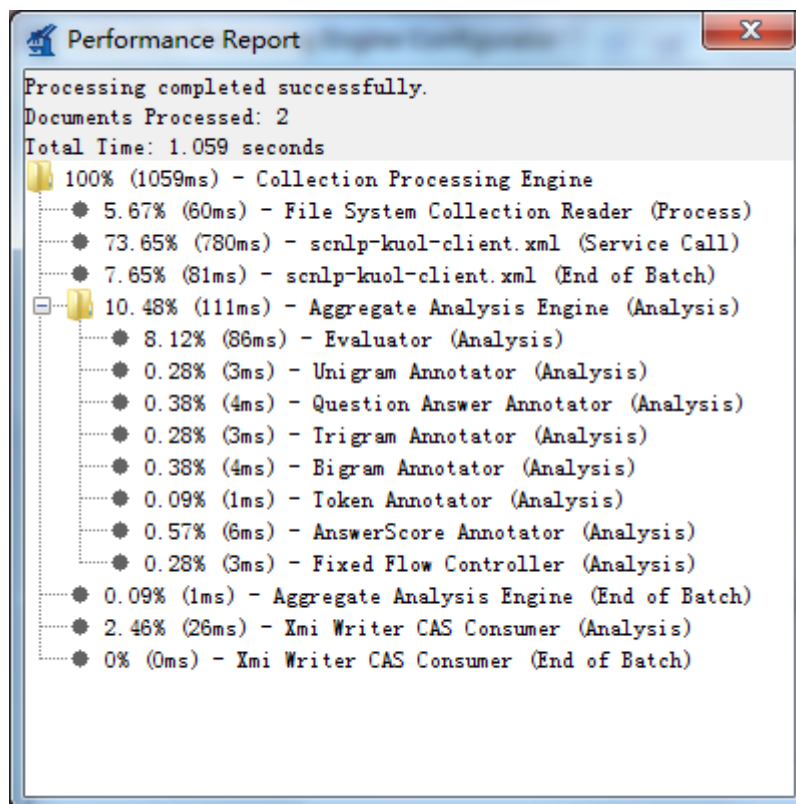 Performance Report
Processing completed successfully.
Documents Processed: 2
Total Time: 1.059 seconds
100% (1059ms) - Collection Processing Engine
5.67% (60ms) - File System Collection Reader (Process)
73.65% (780ms) - scnlp-kuol-client.xml (Service Call)
7.65% (81ms) - scnlp-kuol-client.xml (End of Batch)
10.48% (111ms) - Aggregate Analysis Engine (Analysis)
8.12% (86ms) - Evaluator (Analysis)
0.28% (3ms) - Unigram Annotator (Analysis)
0.38% (4ms) - Question Answer Annotator (Analysis)
0.28% (3ms) - Trigram Annotator (Analysis)
0.38% (4ms) - Bigram Annotator (Analysis)
0.09% (1ms) - Token Annotator (Analysis)
0.57% (6ms) - AnswerScore Annotator (Analysis)
0.28% (3ms) - Fixed Flow Controller (Analysis)
0.09% (1ms) - Aggregate Analysis Engine (End of Batch)
2.46% (26ms) - Xmi Writer CAS Consumer (Analysis)
0% (0ms) - Xmi Writer CAS Consumer (End of Batch)